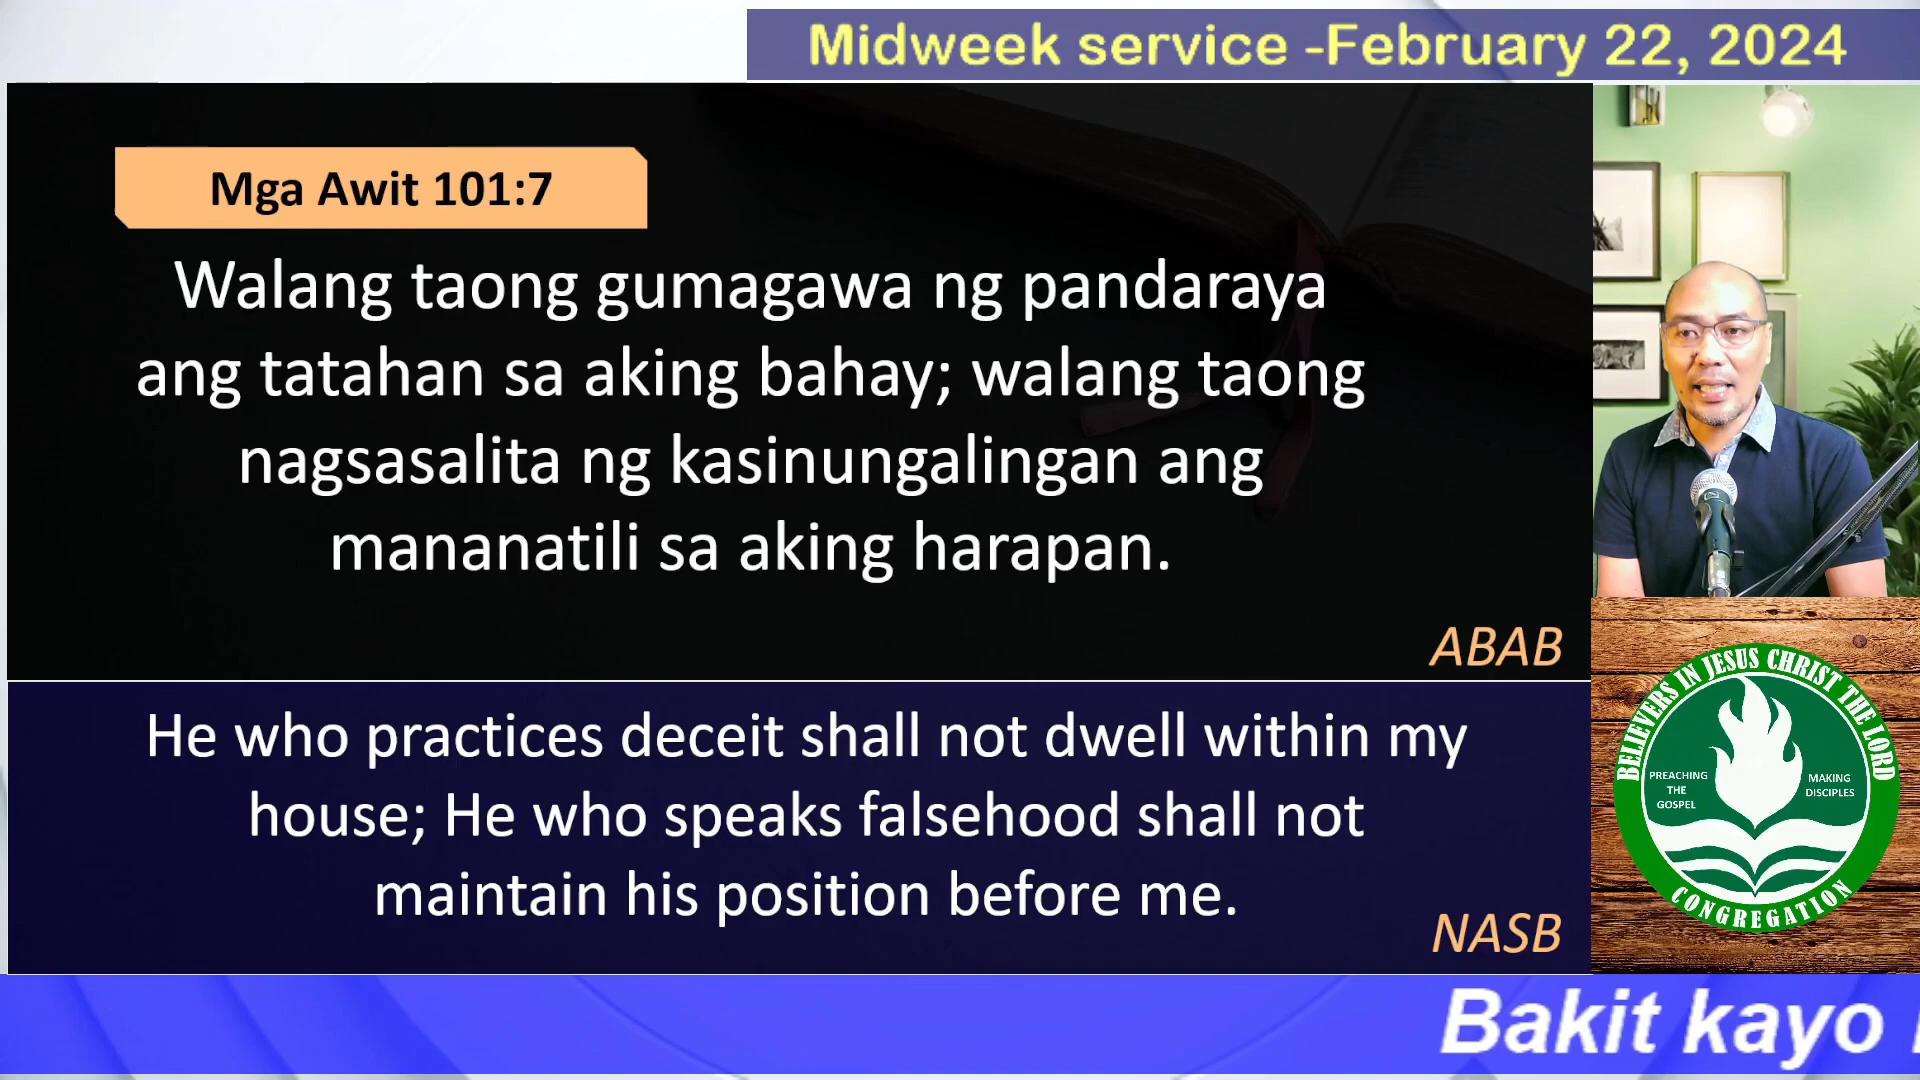 Midweek service -February 22, 2024
Mga Awit 101:7
Walang taong gumagawa ng pandaraya
ang tatahan sa aking bahay; walang taong
nagsasalita ng kasinungalingan ang
mananatili sa aking harapan.
ABAB
He who practices deceit shall not dwell within my
house; He who speaks falsehood shall not
maintain his position before me.
NASB
BELIEVERS IN JESUS CHRIST THE LORD
PREACHING
THE
GOSPEL
MAKING
DISCIPLES
CONGREGATION
Bakit kayo